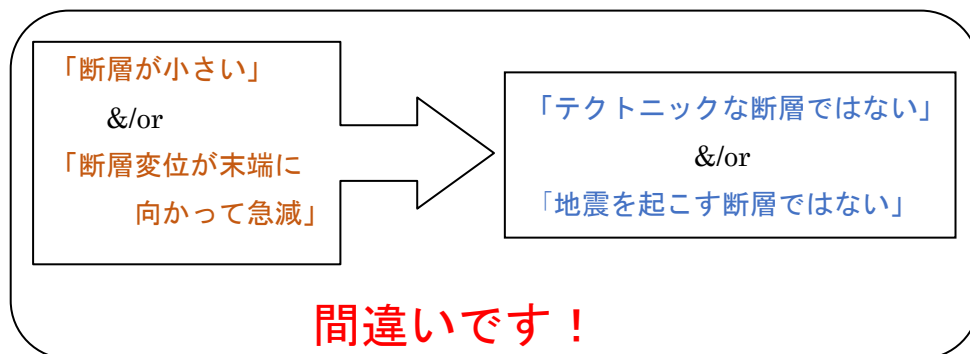 「断層が小さい」
&/or
「断層変位が末端に
向かって急減」
「テクトニックな断層ではない」
&/or
「地震を起こす断層ではない」
間違いです！